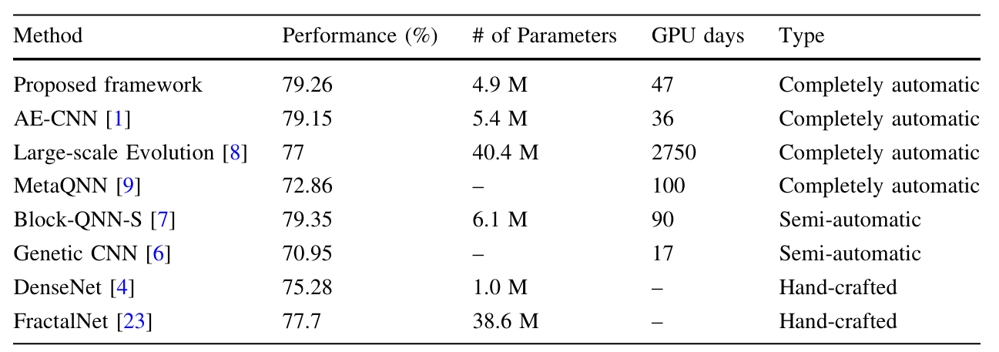 Method Performance (%) # of Parameters GPU days Type
Proposed framework 79.26 4.9 M 47 Completely automatic
AE-CNN [1] 79.15 5.4 M 36 Completely automatic
Large-scale Evolution [8] 77 40.4 M 2750 Completely automatic
MetaQNN [9] 72.86 – 100 Completely automatic
Block-QNN-S [7] 79.35 6.1 M 90 Semi-automatic
Genetic CNN [6] 70.95 – 17 Semi-automatic
DenseNet [4] 75.28 1.0 M – Hand-crafted
FractalNet [23] 77.7 38.6 M – Hand-crafted